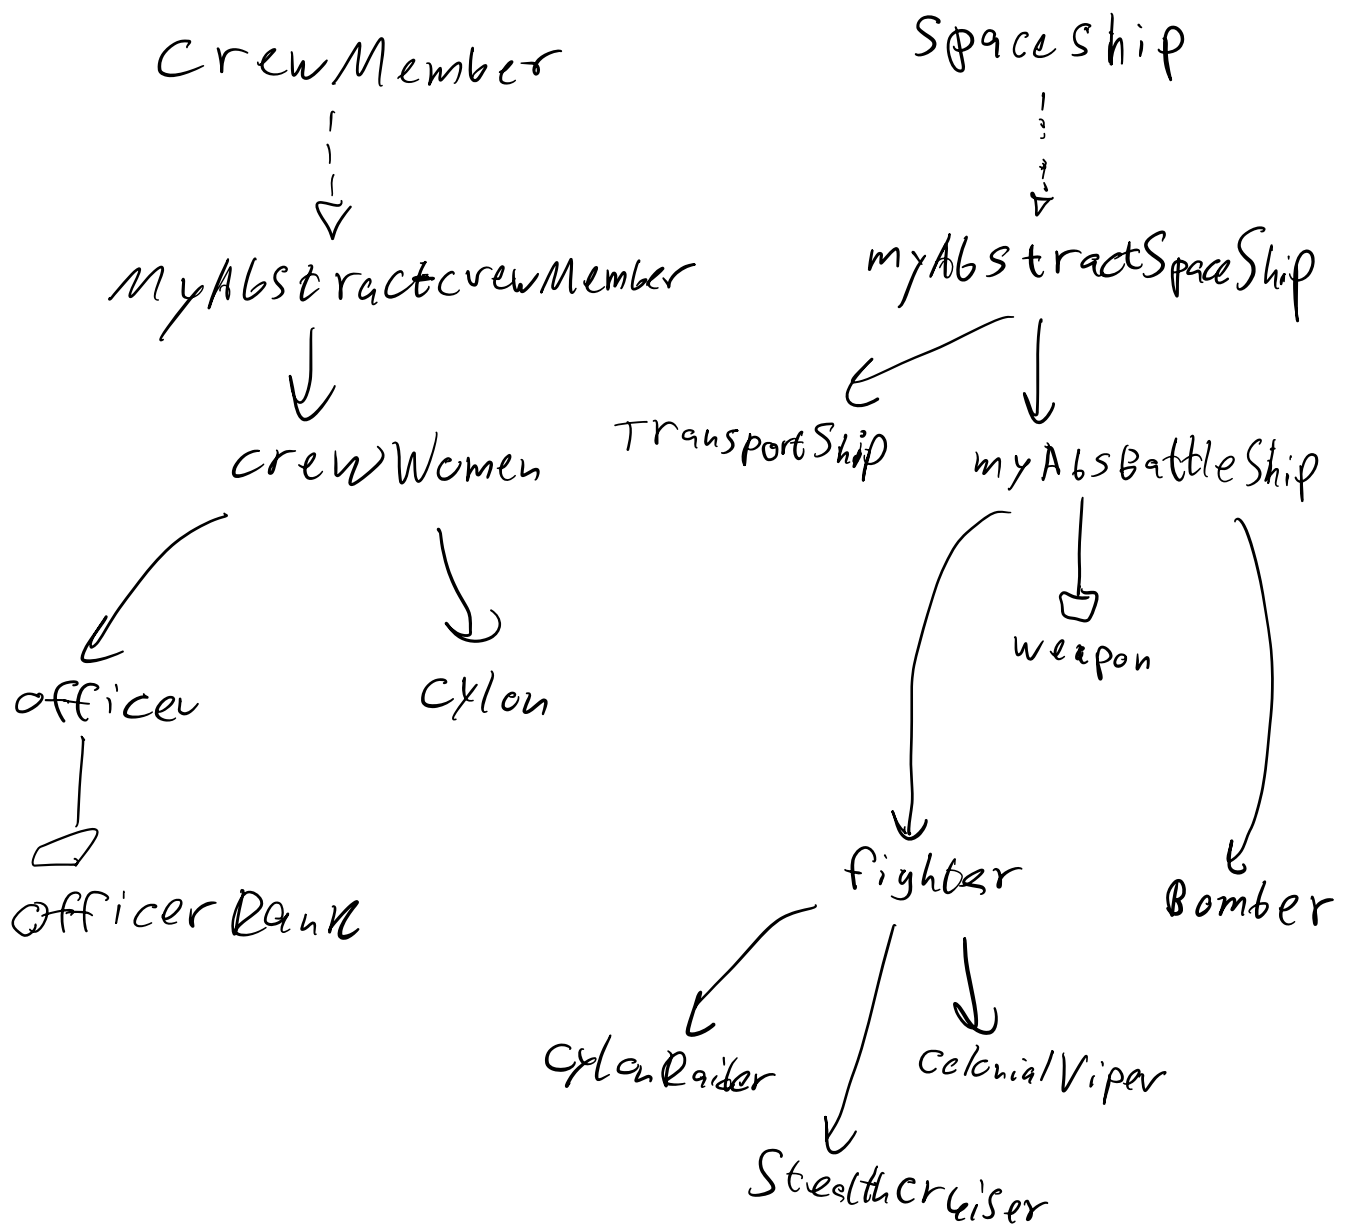 CrewMember
SpaceShip
MyAbstractcrewMember
myAbstractSpaceShip
TransportShip
crewWomen
myAbsBattleShip
weapon
officer
Cylon
fighter
Bomber
officerRank
CylonRaider
ColonialViper
StealthCruiser